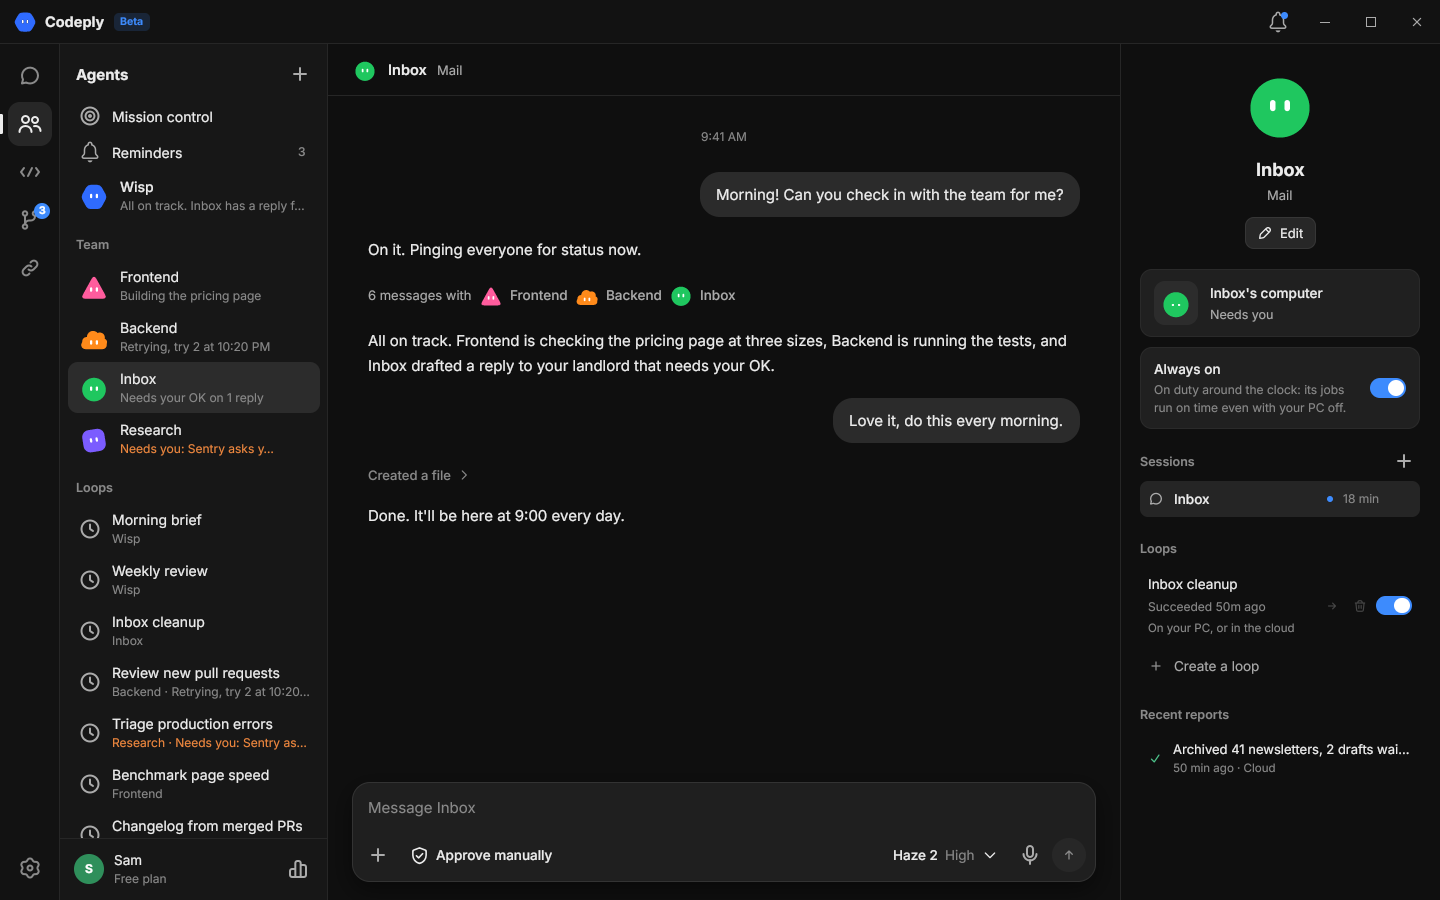 Codeply Beta
Agents
Mission control
Reminders 3
Wisp
All on track. Inbox has a reply f...
Team
Frontend
Building the pricing page
Backend
Retrying, try 2 at 10:20 PM
Inbox
Needs your OK on 1 reply
Research
Needs you: Sentry asks y...
Loops
Morning brief
Wisp
Weekly review
Wisp
Inbox cleanup
Inbox
Review new pull requests
Backend · Retrying, try 2 at 10:20...
Triage production errors
Research · Needs you: Sentry as...
Benchmark page speed
Frontend
Changelog from merged PRs
S
Sam
Free plan
3
Inbox Mail
9:41 AM
Morning! Can you check in with the team for me?
On it. Pinging everyone for status now.
6 messages with Frontend Backend Inbox
All on track. Frontend is checking the pricing page at three sizes, Backend is running the tests, and
Inbox drafted a reply to your landlord that needs your OK.
Love it, do this every morning.
Created a file
Done. It'll be here at 9:00 every day.
Message Inbox
Approve manually
Haze 2 High
Inbox
Mail
Edit
Inbox's computer
Needs you
Always on
On duty around the clock: its jobs
run on time even with your PC off.
Sessions
Inbox 18 min
Loops
Inbox cleanup
Succeeded 50m ago
On your PC, or in the cloud
Create a loop
Recent reports
Archived 41 newsletters, 2 drafts wai...
50 min ago · Cloud